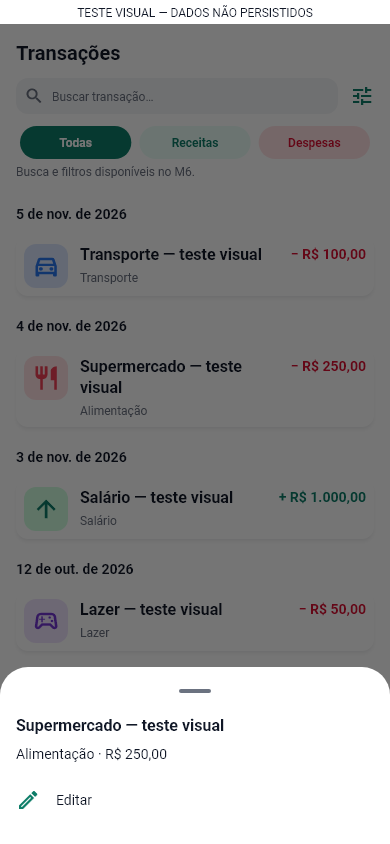 TESTE VISUAL — DADOS NÃO PERSISTIDOS
Transações
Buscar transação…
Todas
Receitas
Despesas
Busca e filtros disponíveis no M6.
5 de nov. de 2026
Transporte — teste visual
− R$ 100,00
Transporte
4 de nov. de 2026
Supermercado — teste
visual
− R$ 250,00
Alimentação
3 de nov. de 2026
Salário — teste visual
+ R$ 1.000,00
Salário
12 de out. de 2026
Lazer — teste visual
− R$ 50,00
Lazer
Supermercado — teste visual
Alimentação · R$ 250,00
Editar